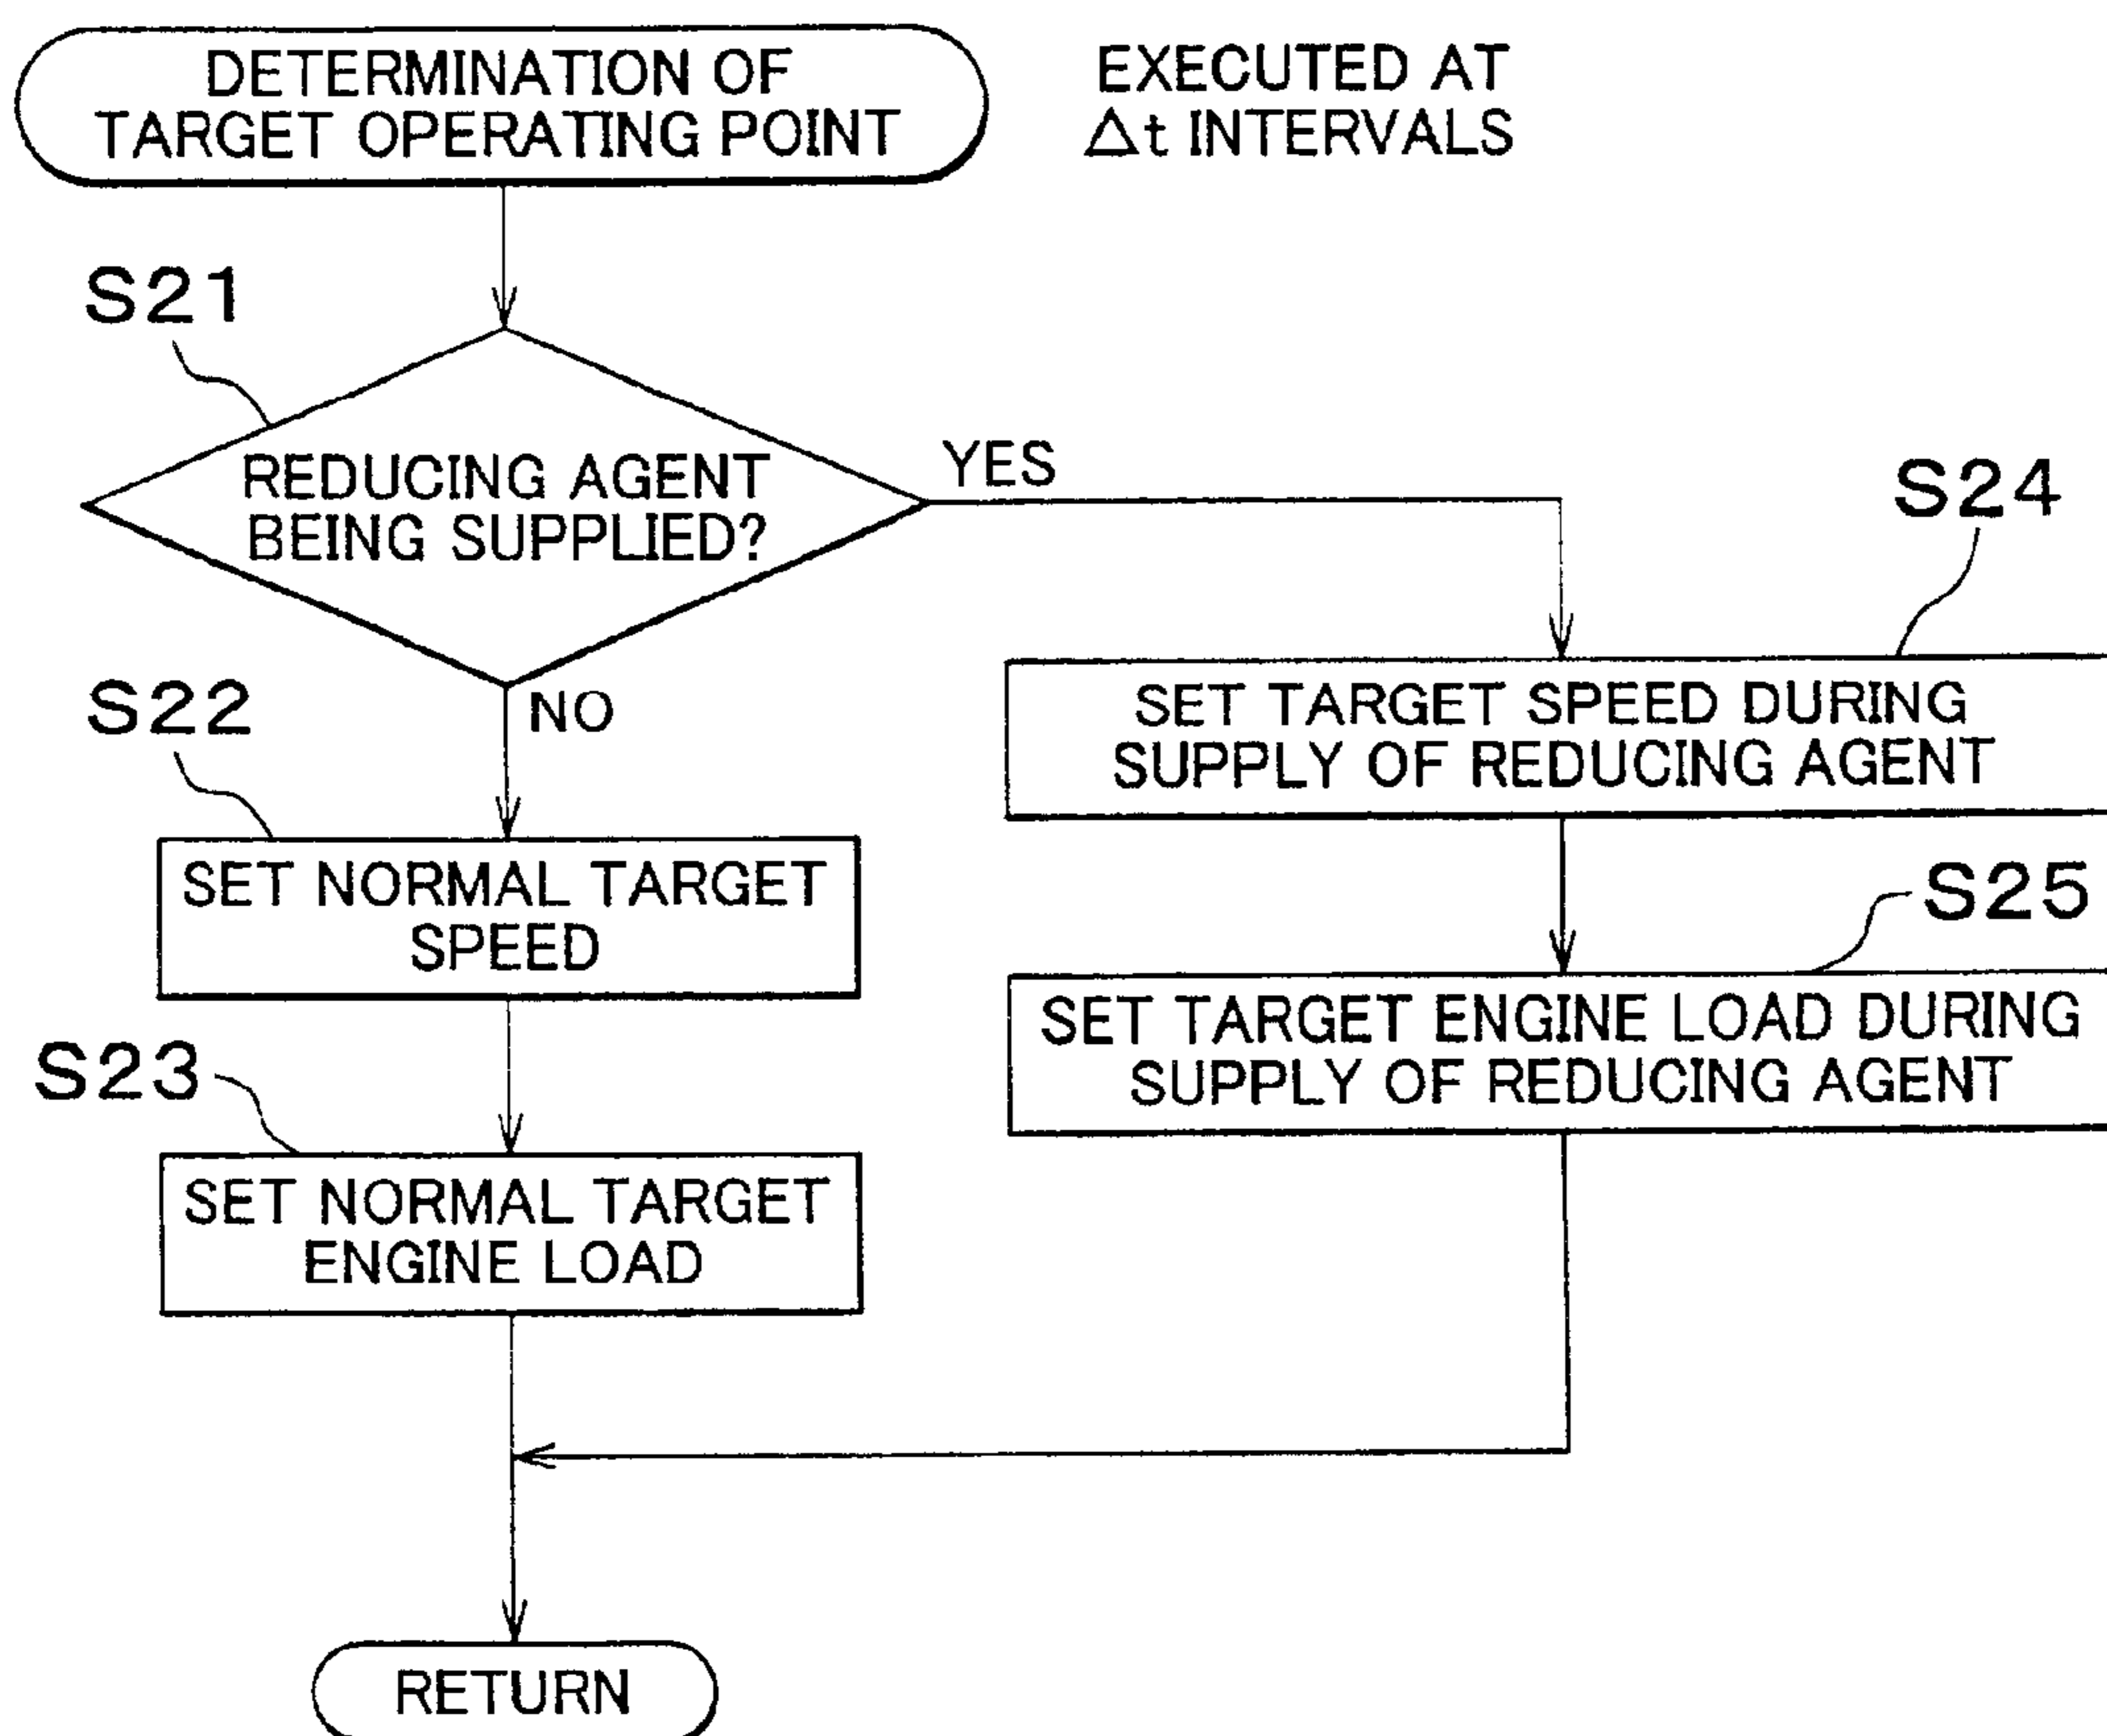 DETERMINATION OF
TARGET OPERATING POINT
EXECUTED AT
Δt INTERVALS
S21
REDUCING AGENT
BEING SUPPLIED?
YES
NO
S24
SET TARGET SPEED DURING
SUPPLY OF REDUCING AGENT
S22
SET NORMAL TARGET
SPEED
S25
SET TARGET ENGINE LOAD DURING
SUPPLY OF REDUCING AGENT
S23
SET NORMAL TARGET
ENGINE LOAD
RETURN